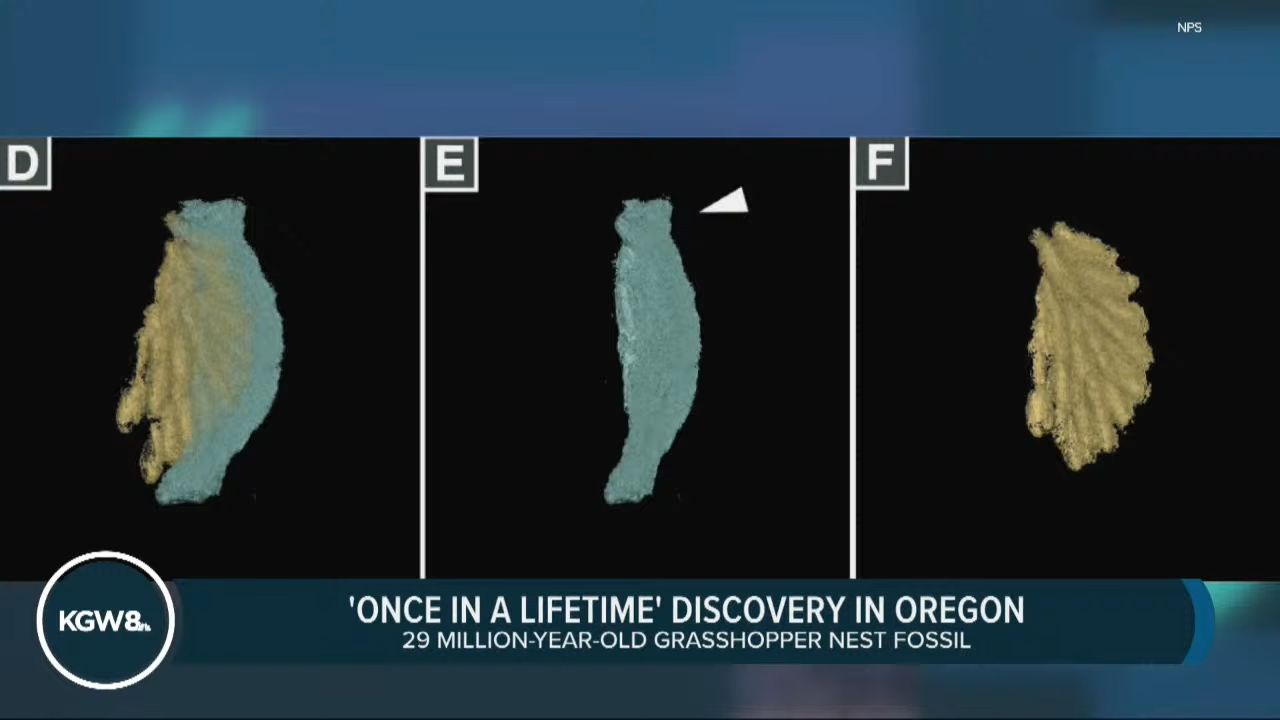 NPS
D
E
F
KGW8
'ONCE IN A LIFETIME' DISCOVERY IN OREGON
29 MILLION-YEAR-OLD GRASSHOPPER NEST FOSSIL